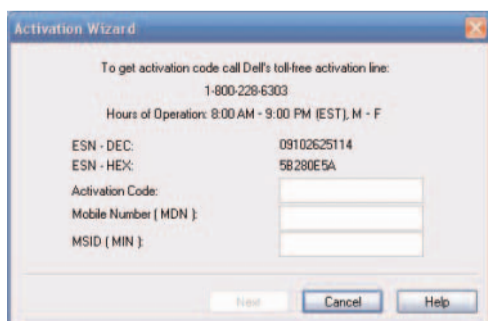 Activation Wizard
To get activation code call Dell's toll-free activation line:
1-800-228-6303
Hours of Operation: 8:00 AM - 9:00 PM (EST), M - F
ESN - DEC: 09102625114
ESN - HEX: 5B280E5A
Activation Code:
Mobile Number ( MDN ):
MSID ( MIN ):
Next Cancel Help